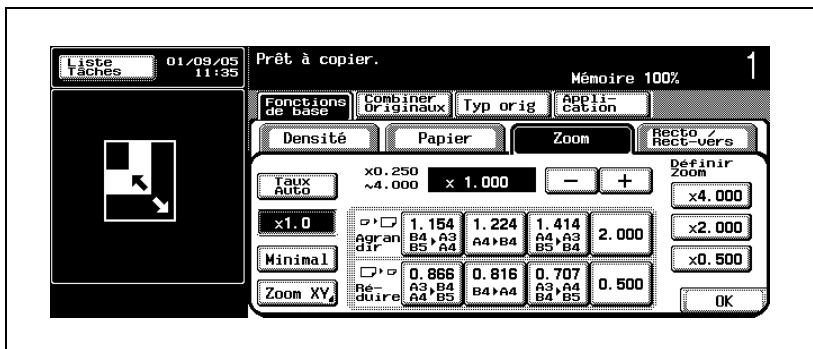 Liste Tâches
01/09/05
11:35
Prêt à copier.
Mémoire 100%
1
Fonctions de base
Combiner Originaux
Typ orig
Appli-cation
Densité
Papier
Zoom
Recto / Rect-vers
Taux Auto
x0.250 ~4.000
x 1.000
− +
Définir Zoom
x4.000
x1.0
Agran dir
1.154 B4▸A3 B5 A4
1.224 A4▸B4
1.414 A4▸A3 B5 B4
2.000
x2.000
Minimal
x0.500
Zoom XY
Ré-duire
0.866 A3▸B4 A4 B5
0.816 B4▸A4
0.707 A3▸A4 B4 B5
0.500
OK